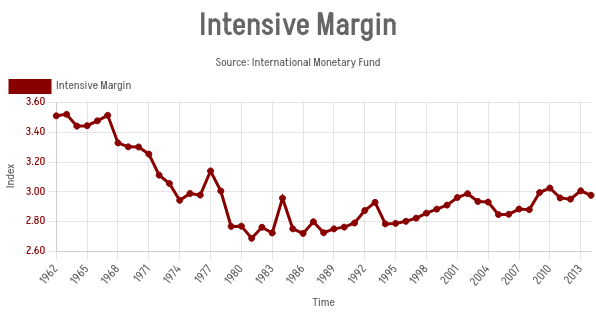 Intensive Margin
Source: International Monetary Fund
Intensive Margin
3.60
3.40
3.20
3.00
2.80
2.60
Index
1962 1965 1968 1971 1974 1977 1980 1983 1986 1989 1992 1995 1998 2001 2004 2007 2010 2013
Time